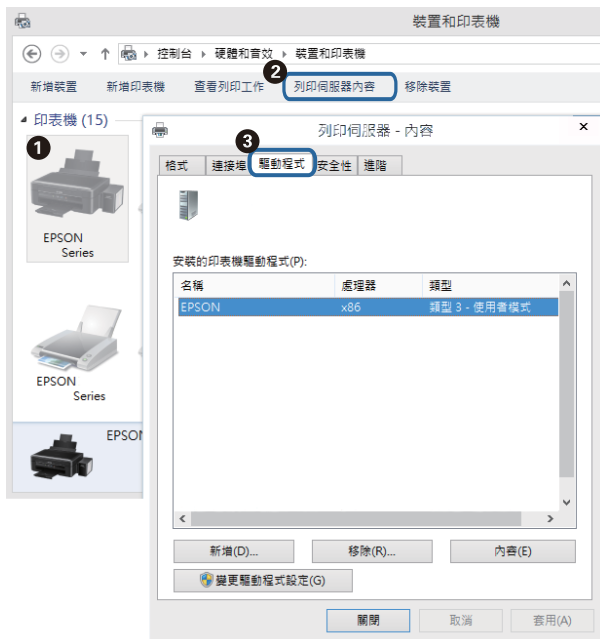 裝置和印表機
控制台 硬體和音效 裝置和印表機
2
新增裝置 新增印表機 查看列印工作 列印伺服器內容 移除裝置
印表機 (15)
1
EPSON
Series
EPSON
Series
EPSON
列印伺服器 - 內容
3
格式 連接埠 驅動程式 安全性 進階
安裝的印表機驅動程式(P):
名稱 處理器 類型
EPSON x86 類型 3 - 使用者模式
新增(D)... 移除(R)... 內容(E)
變更驅動程式設定(G)
關閉 取消 套用(A)